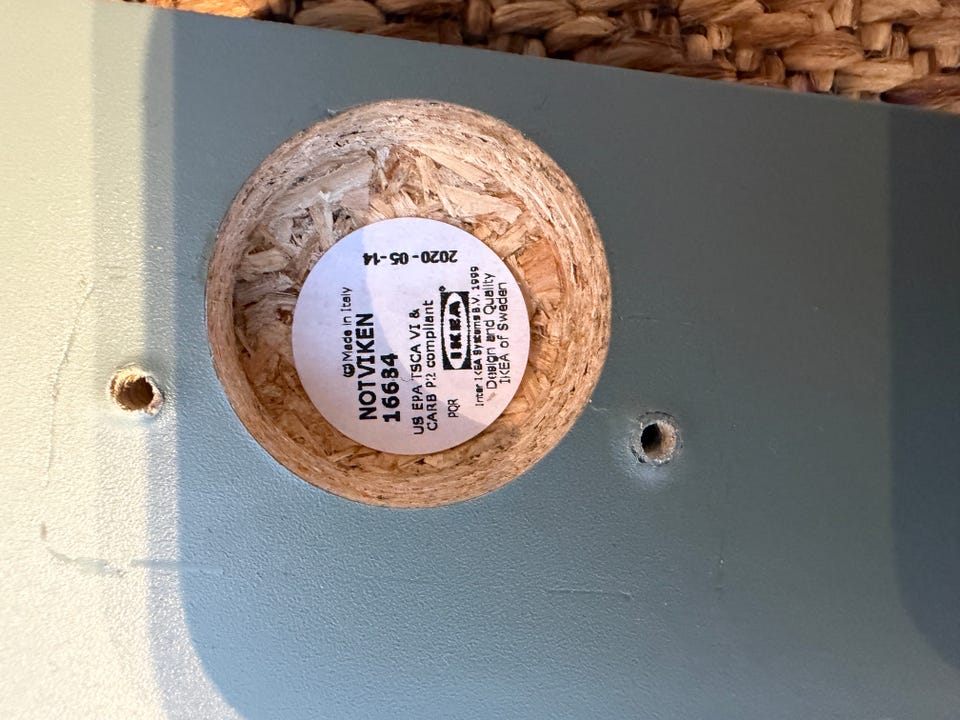 © Made in Italy
NOTVIKEN
16684
US EPA TSCA VI &
CARB P2 compliant
PQR
IKEA®
Inter IKEA Systems B.V. 1999
Design and Quality
IKEA of Sweden
2020-05-14